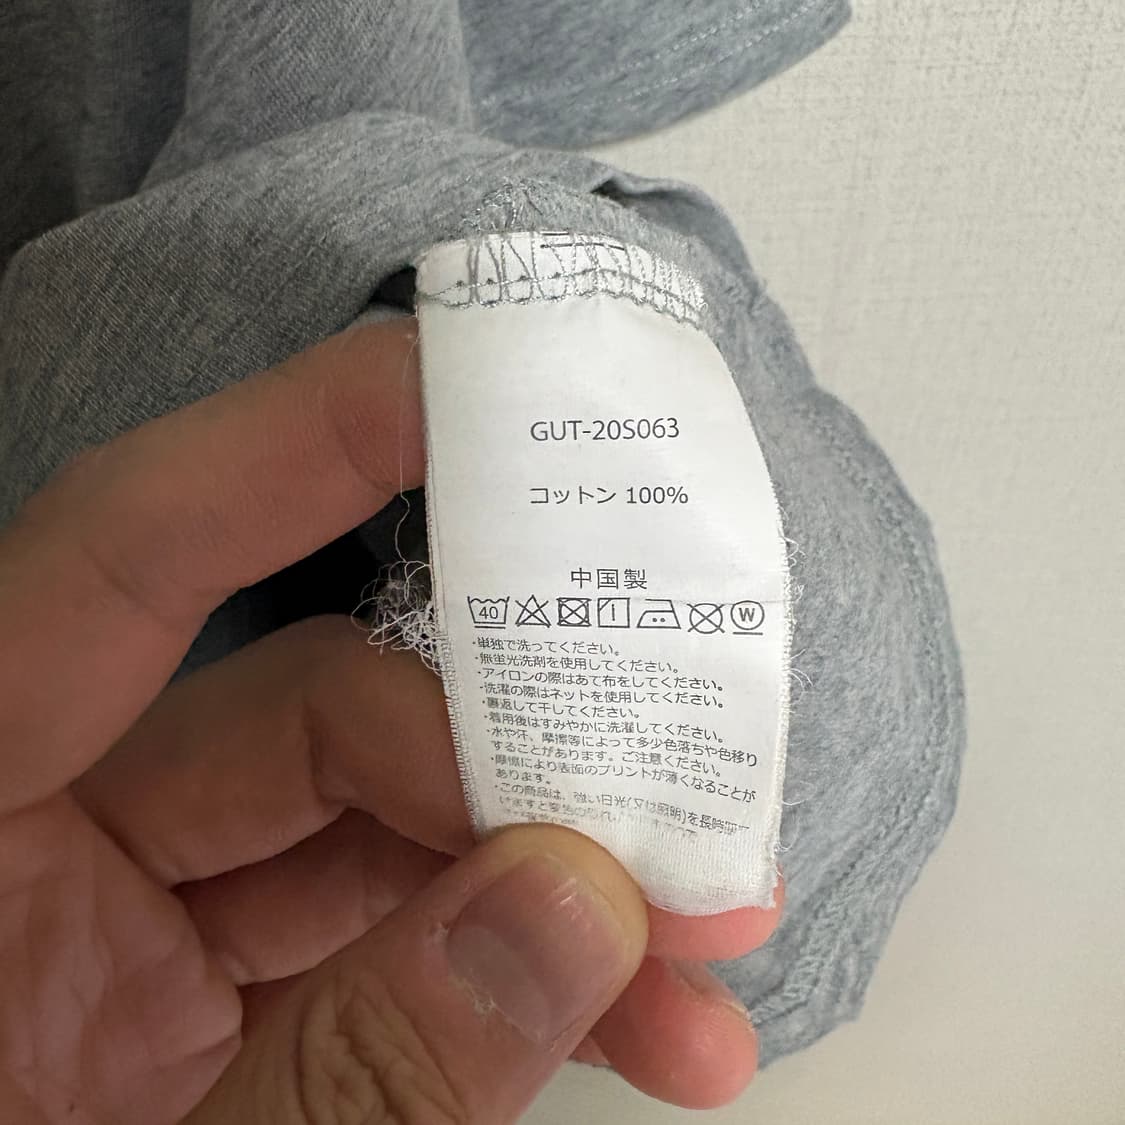 GUT-20S063
コットン 100%
中国製
40 W
・単独で洗ってください。
・無蛍光洗剤を使用してください。
・アイロンの際はあて布をしてください。
・洗濯の際はネットを使用してください。
・裏返して干してください。
・着用後はすみやかに洗濯してください。
・水や汗、摩擦等によって多少色落ちや色移り
することがあります。ご注意ください。
・摩擦により表面のプリントが薄くなることが
あります。
・この商品は、強い日光(又は照明)を長時間